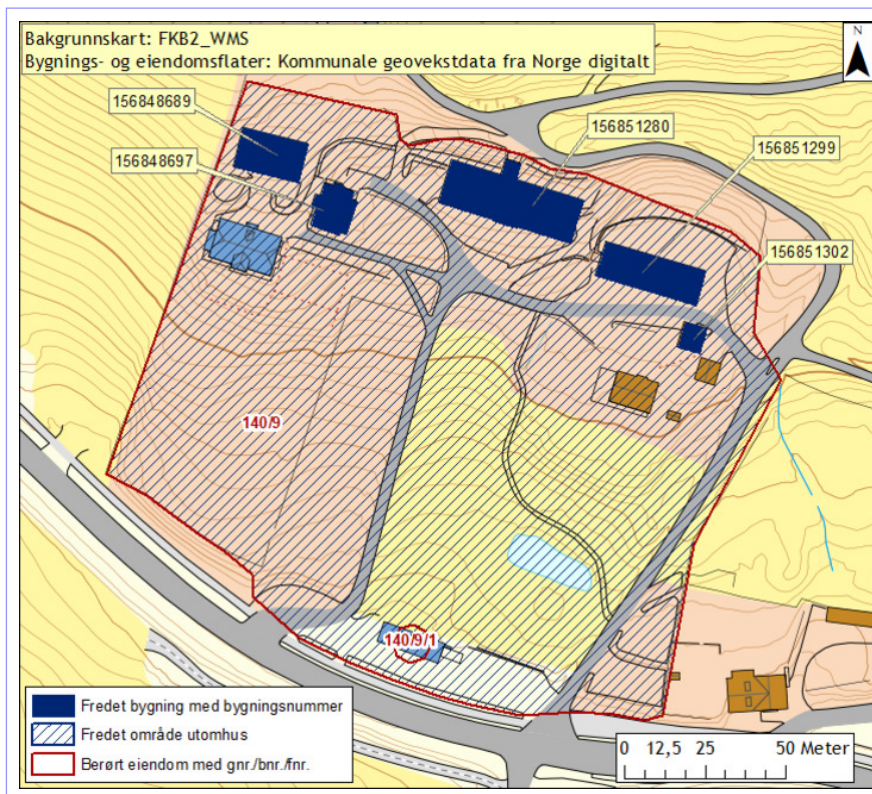 Bakgrunnskart: FKB2_WMS
Bygnings- og eiendomsflater: Kommunale geovekstdata fra Norge digitalt
N
156848689
156851280
156851299
156848697
156851302
140/9
140/9/1
Fredet bygning med bygningsnummer
Fredet område utomhus
Berørt eiendom med gnr./bnr./fnr.
0 12,5 25 50 Meter